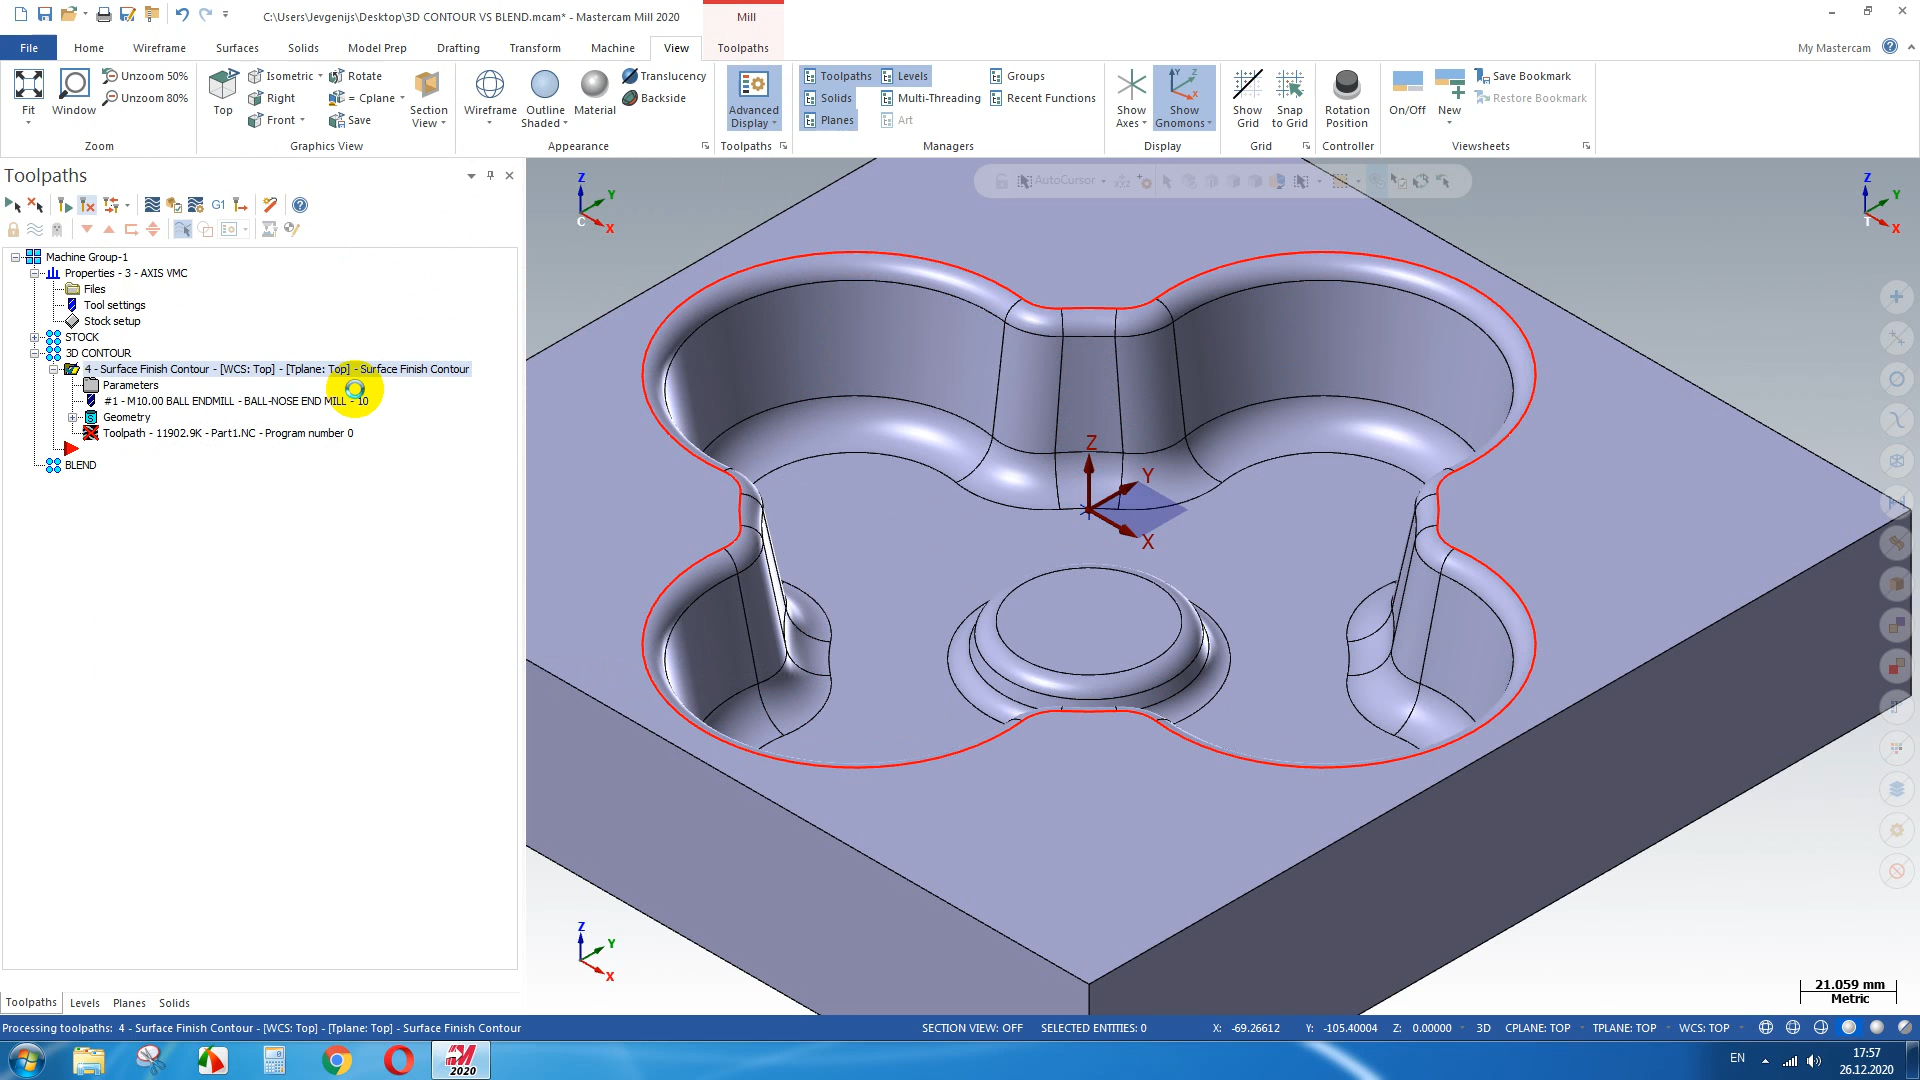 C:\Users\Jevgenijs\Desktop\3D CONTOUR VS BLEND.mcam* - Mastercam Mill 2020
Mill
File
Home
Wireframe
Surfaces
Solids
Model Prep
Drafting
Transform
Machine
View
Toolpaths
My Mastercam
Fit
Window
Unzoom 50%
Unzoom 80%
Zoom
Top
Isometric
Right
Front
Rotate
= Cplane
Save
Section View
Graphics View
Wireframe
Outline Shaded
Material
Translucency
Backside
Appearance
Advanced Display
Toolpaths
Toolpaths
Solids
Planes
Levels
Multi-Threading
Art
Groups
Recent Functions
Managers
Show Axes
Show Gnomons
Display
Show Grid
Snap to Grid
Grid
Rotation Position
Controller
On/Off
New
Save Bookmark
Restore Bookmark
Viewsheets
Toolpaths
G1
Machine Group-1
Properties - 3 - AXIS VMC
Files
Tool settings
Stock setup
STOCK
3D CONTOUR
4 - Surface Finish Contour - [WCS: Top] - [Tplane: Top] - Surface Finish Contour
Parameters
#1 - M10.00 BALL ENDMILL - BALL-NOSE END MILL - 10
Geometry
Toolpath - 11902.9K - Part1.NC - Program number 0
BLEND
Toolpaths
Levels
Planes
Solids
AutoCursor
Z
Y
X
C
Z
Y
X
T
Z
Y
X
Z
Y
X
21.059 mm
Metric
Processing toolpaths: 4 - Surface Finish Contour - [WCS: Top] - [Tplane: Top] - Surface Finish Contour
SECTION VIEW: OFF
SELECTED ENTITIES: 0
X: -69.26612
Y: -105.40004
Z: 0.00000
3D
CPLANE: TOP
TPLANE: TOP
WCS: TOP
2020
EN
17:57
26.12.2020